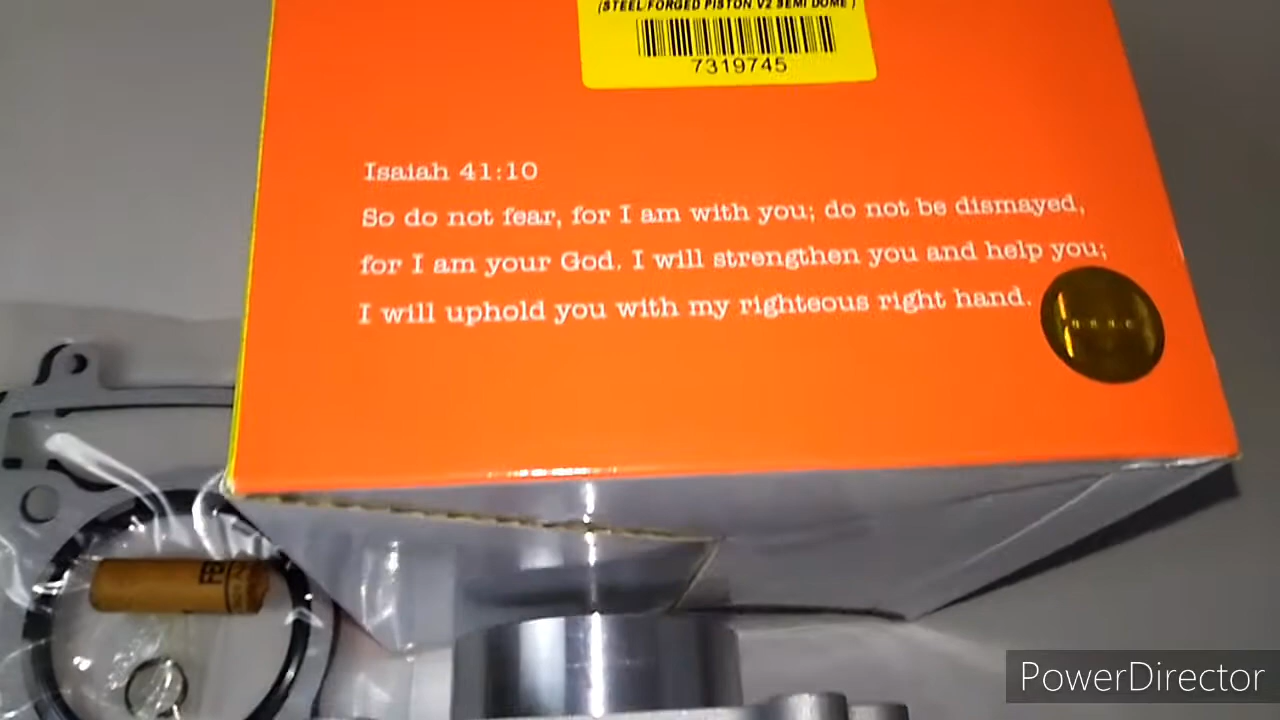 (STEEL/FORGED PISTON V2 SEMI DOME )
7319745
Isaiah 41:10
So do not fear, for I am with you; do not be dismayed,
for I am your God. I will strengthen you and help you;
I will uphold you with my righteous right hand.
PowerDirector